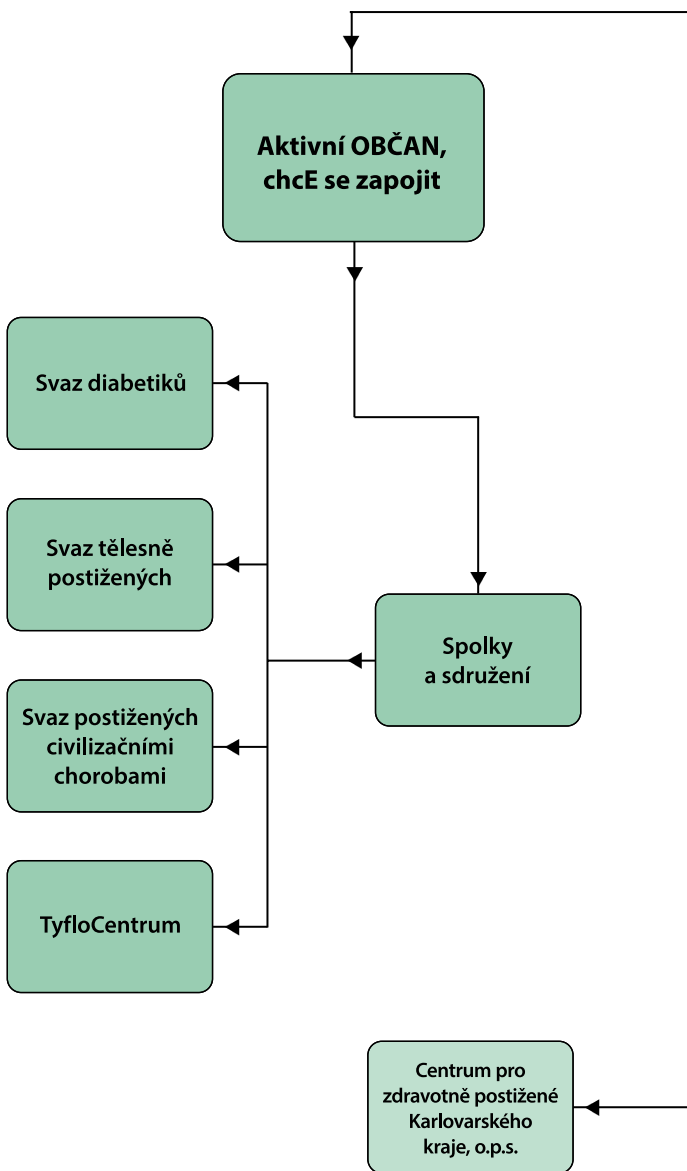 Aktivní OBČAN,
chcE se zapojit
Svaz diabetiků
Svaz tělesně
postižených
Spolky
a sdružení
Svaz postižených
civilizačními
chorobami
TyfloCentrum
Centrum pro
zdravotně postižené
Karlovarského
kraje, o.p.s.